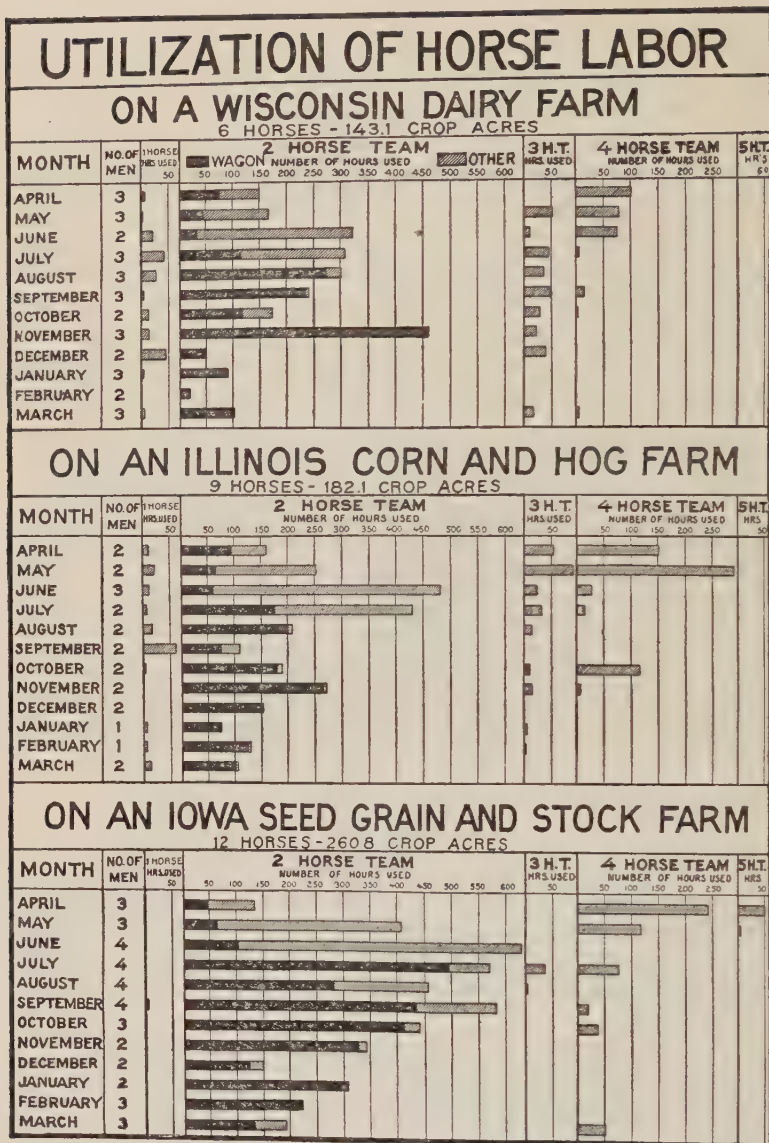 UTILIZATION OF HORSE LABOR
ON A WISCONSIN DAIRY FARM
6 HORSES - 143.1 CROP ACRES
MONTH NO. OF MEN 1 HORSE HRS. USED 50 2 HORSE TEAM WAGON NUMBER OF HOURS USED OTHER 3 H.T. HRS. USED 4 HORSE TEAM NUMBER OF HOURS USED 5 H.T. HR'S
50 100 150 200 250 300 350 400 450 500 550 600 50 50 100 150 200 250
APRIL 3
MAY 3
JUNE 2
JULY 3
AUGUST 3
SEPTEMBER 3
OCTOBER 2
NOVEMBER 3
DECEMBER 2
JANUARY 3
FEBRUARY 2
MARCH 3
ON AN ILLINOIS CORN AND HOG FARM
9 HORSES - 182.1 CROP ACRES
MONTH NO. OF MEN 1 HORSE HRS. USED 50 2 HORSE TEAM NUMBER OF HOURS USED 3 H.T. HRS. USED 4 HORSE TEAM NUMBER OF HOURS USED 5 H.T. HRS
50 100 150 200 250 300 350 400 450 500 550 600 50 50 100 150 200 250 50
APRIL 2
MAY 2
JUNE 3
JULY 2
AUGUST 2
SEPTEMBER 2
OCTOBER 2
NOVEMBER 2
DECEMBER 2
JANUARY 1
FEBRUARY 1
MARCH 2
ON AN IOWA SEED GRAIN AND STOCK FARM
12 HORSES - 260.8 CROP ACRES
MONTH NO. OF MEN 1 HORSE HRS. USED 2 HORSE TEAM NUMBER OF HOURS USED 3 H.T. HRS. USED 4 HORSE TEAM NUMBER OF HOURS USED 5 H.T. HRS.
50 50 100 150 200 250 300 350 400 450 500 550 600 50 50 100 150 200 250 50
APRIL 3
MAY 3
JUNE 4
JULY 4
AUGUST 4
SEPTEMBER 4
OCTOBER 3
NOVEMBER 2
DECEMBER 2
JANUARY 2
FEBRUARY 3
MARCH 3